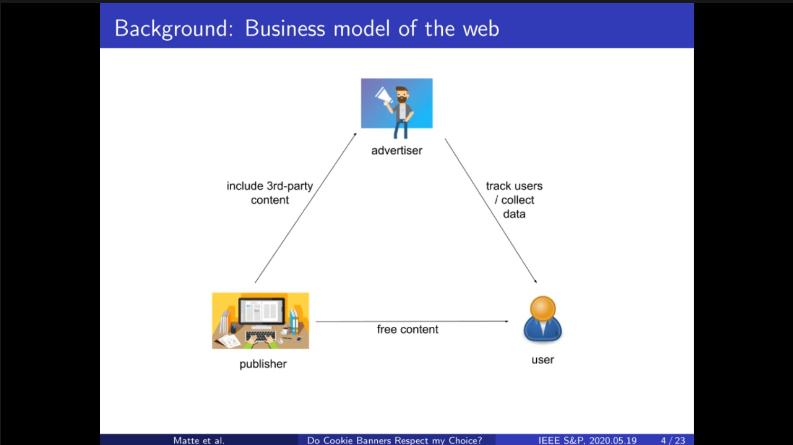 Background: Business model of the web
advertiser
include 3rd-party
content
track users
/ collect
data
free content
publisher
user
Matte et al.
Do Cookie Banners Respect my Choice?
IEEE S&P, 2020.05.19
4 / 23